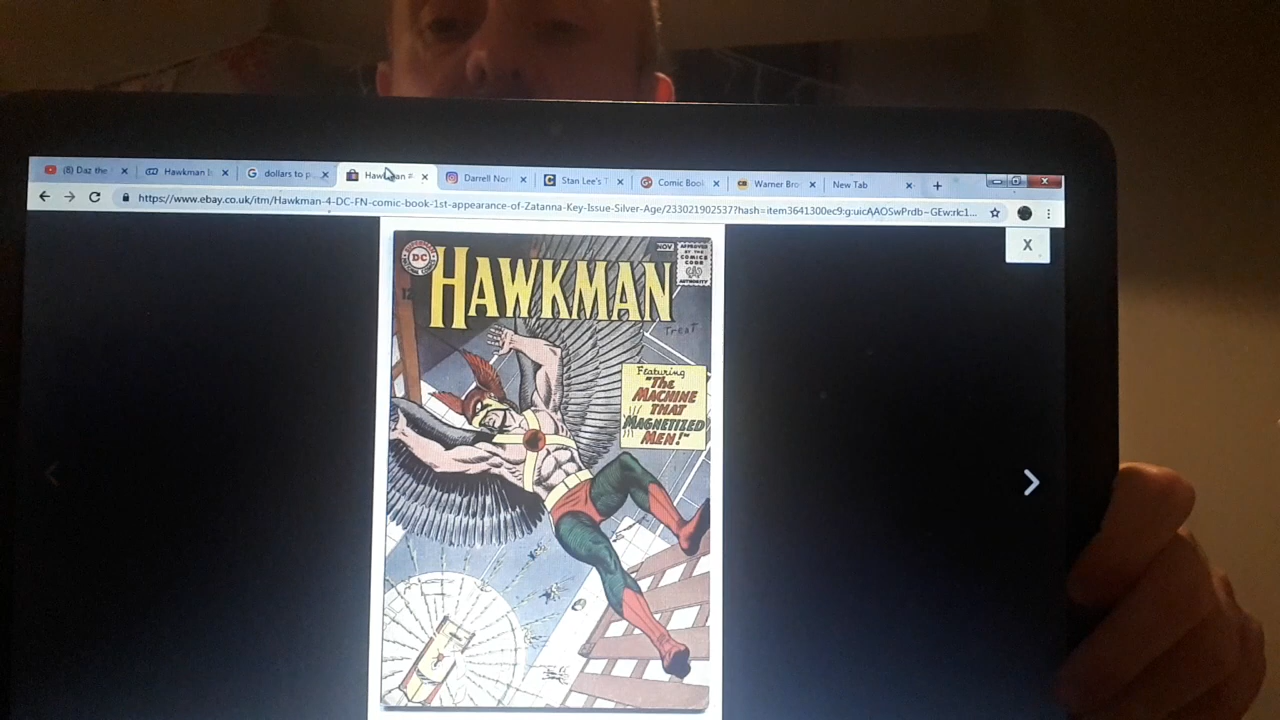 (8) Daz the
Hawkman I
dollars to p
Hawkman #
Darrell Nor
Stan Lee's T
Comic Book
Warner Bro
New Tab
https://www.ebay.co.uk/itm/Hawkman-4-DC-FN-comic-book-1st-appearance-of-Zatanna-Key-Issue-Silver-Age/233021902537?hash=item3641300ec9:g:uicAAOSwPrdb~GEw:rk:1...
X
DC
NOV
APPROVED
BY THE
COMICS
CODE
AUTHORITY
HAWKMAN
Treat
Featuring
"The
MACHINE
THAT
MAGNETIZED
MEN!"